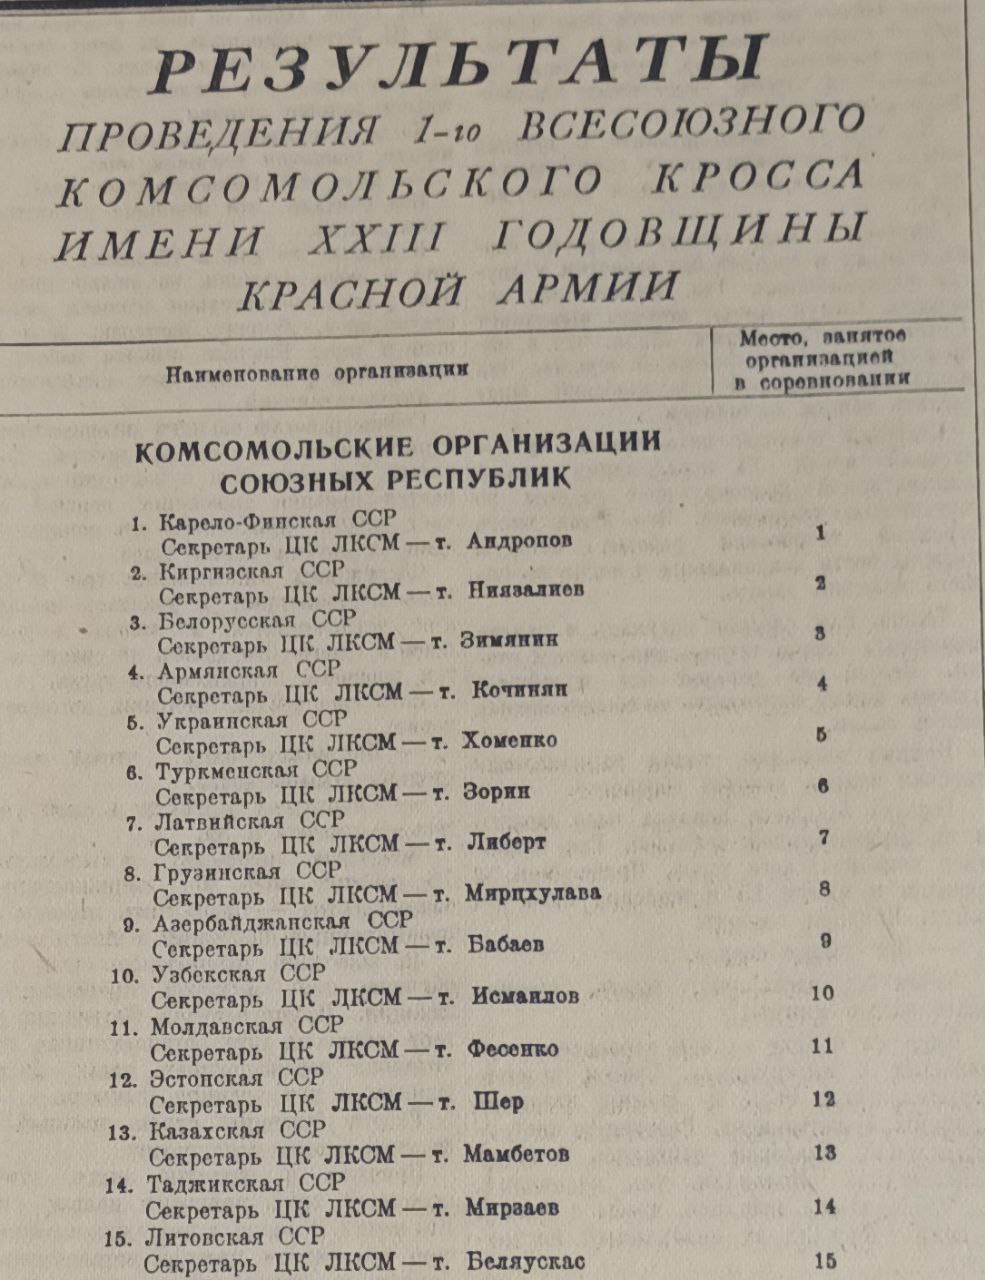 РЕЗУЛЬТАТЫ
ПРОВЕДЕНИЯ 1-го ВСЕСОЮЗНОГО
КОМСОМОЛЬСКОГО КРОССА
ИМЕНИ XXIII ГОДОВЩИНЫ
КРАСНОЙ АРМИИ
Наименование организации
Место, занятое
организацией
в соревновании
КОМСОМОЛЬСКИЕ ОРГАНИЗАЦИИ
СОЮЗНЫХ РЕСПУБЛИК
1. Карело-Финская ССР
Секретарь ЦК ЛКСМ — т. Андропов 1
2. Киргизская ССР
Секретарь ЦК ЛКСМ — т. Ниязалиев 2
3. Белорусская ССР
Секретарь ЦК ЛКСМ — т. Зимянин 3
4. Армянская ССР
Секретарь ЦК ЛКСМ — т. Кочинян 4
5. Украинская ССР
Секретарь ЦК ЛКСМ — т. Хоменко 5
6. Туркменская ССР
Секретарь ЦК ЛКСМ — т. Зорин 6
7. Латвийская ССР
Секретарь ЦК ЛКСМ — т. Либерт 7
8. Грузинская ССР
Секретарь ЦК ЛКСМ — т. Мирцхулава 8
9. Азербайджанская ССР
Секретарь ЦК ЛКСМ — т. Бабаев 9
10. Узбекская ССР
Секретарь ЦК ЛКСМ — т. Исмаилов 10
11. Молдавская ССР
Секретарь ЦК ЛКСМ — т. Фесенко 11
12. Эстонская ССР
Секретарь ЦК ЛКСМ — т. Шер 12
13. Казахская ССР
Секретарь ЦК ЛКСМ — т. Мамбетов 13
14. Таджикская ССР
Секретарь ЦК ЛКСМ — т. Мирзаев 14
15. Литовская ССР
Секретарь ЦК ЛКСМ — т. Беляускас 15